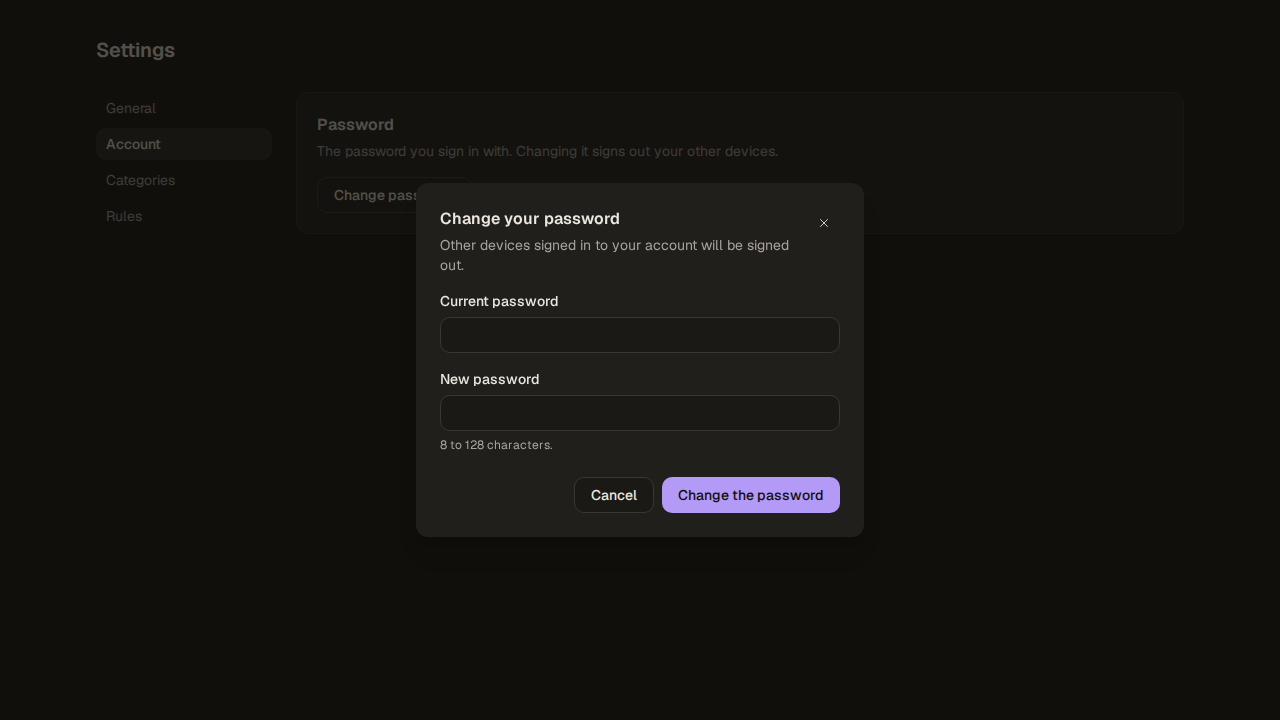 Settings
General
Account
Categories
Rules
Password
The password you sign in with. Changing it signs out your other devices.
Change pass
Change your password
Other devices signed in to your account will be signed
out.
Current password
New password
8 to 128 characters.
Cancel
Change the password